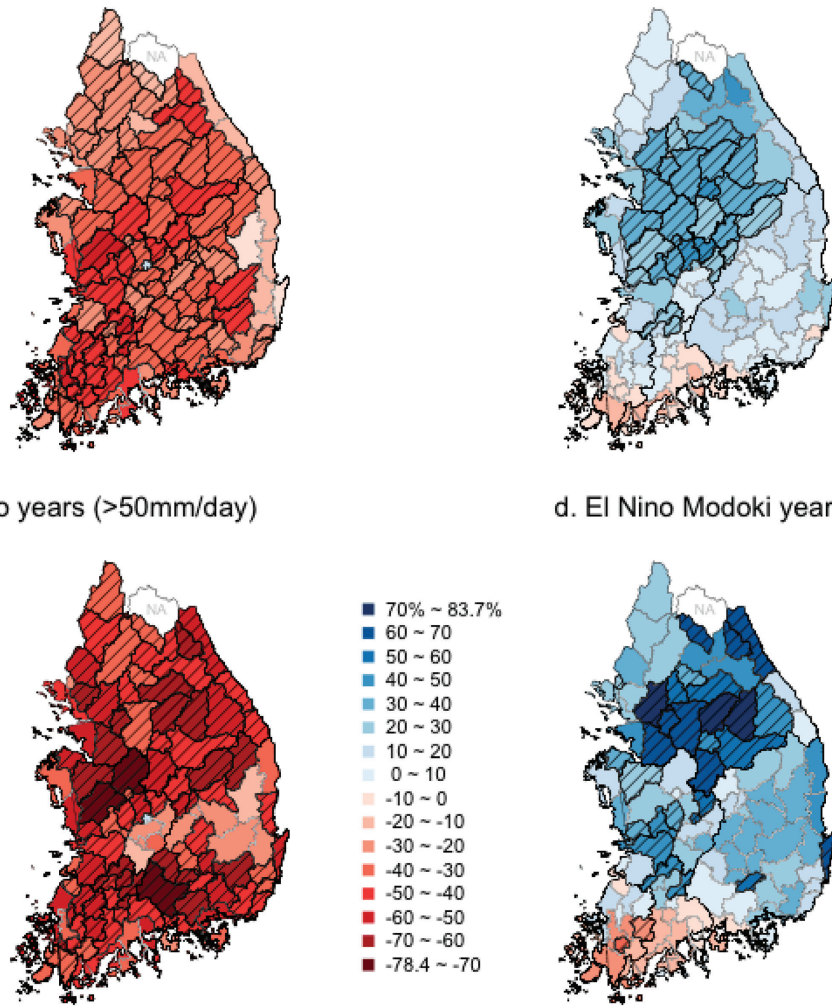 NA
NA
o years (>50mm/day)
d. El Nino Modoki year
NA
NA
70% ~ 83.7%
60 ~ 70
50 ~ 60
40 ~ 50
30 ~ 40
20 ~ 30
10 ~ 20
0 ~ 10
-10 ~ 0
-20 ~ -10
-30 ~ -20
-40 ~ -30
-50 ~ -40
-60 ~ -50
-70 ~ -60
-78.4 ~ -70